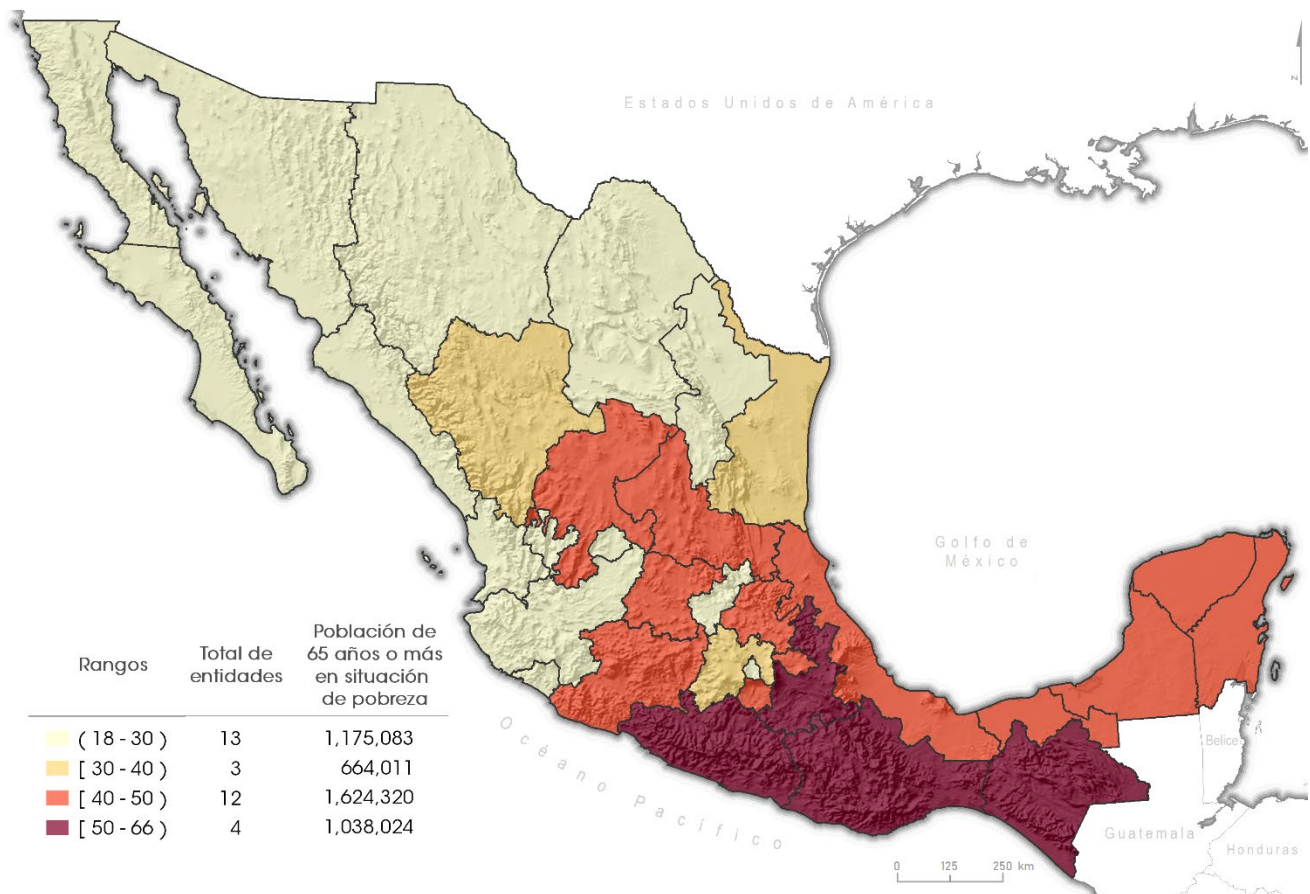 N
Estados Unidos de América
Golfo de
México
Océano Pacífico
Belice
Guatemala
Honduras
0 125 250 km
Rangos
Total de
entidades
Población de
65 años o más
en situación
de pobreza
( 18 - 30 ) 13 1,175,083
[ 30 - 40 ) 3 664,011
[ 40 - 50 ) 12 1,624,320
[ 50 - 66 ) 4 1,038,024